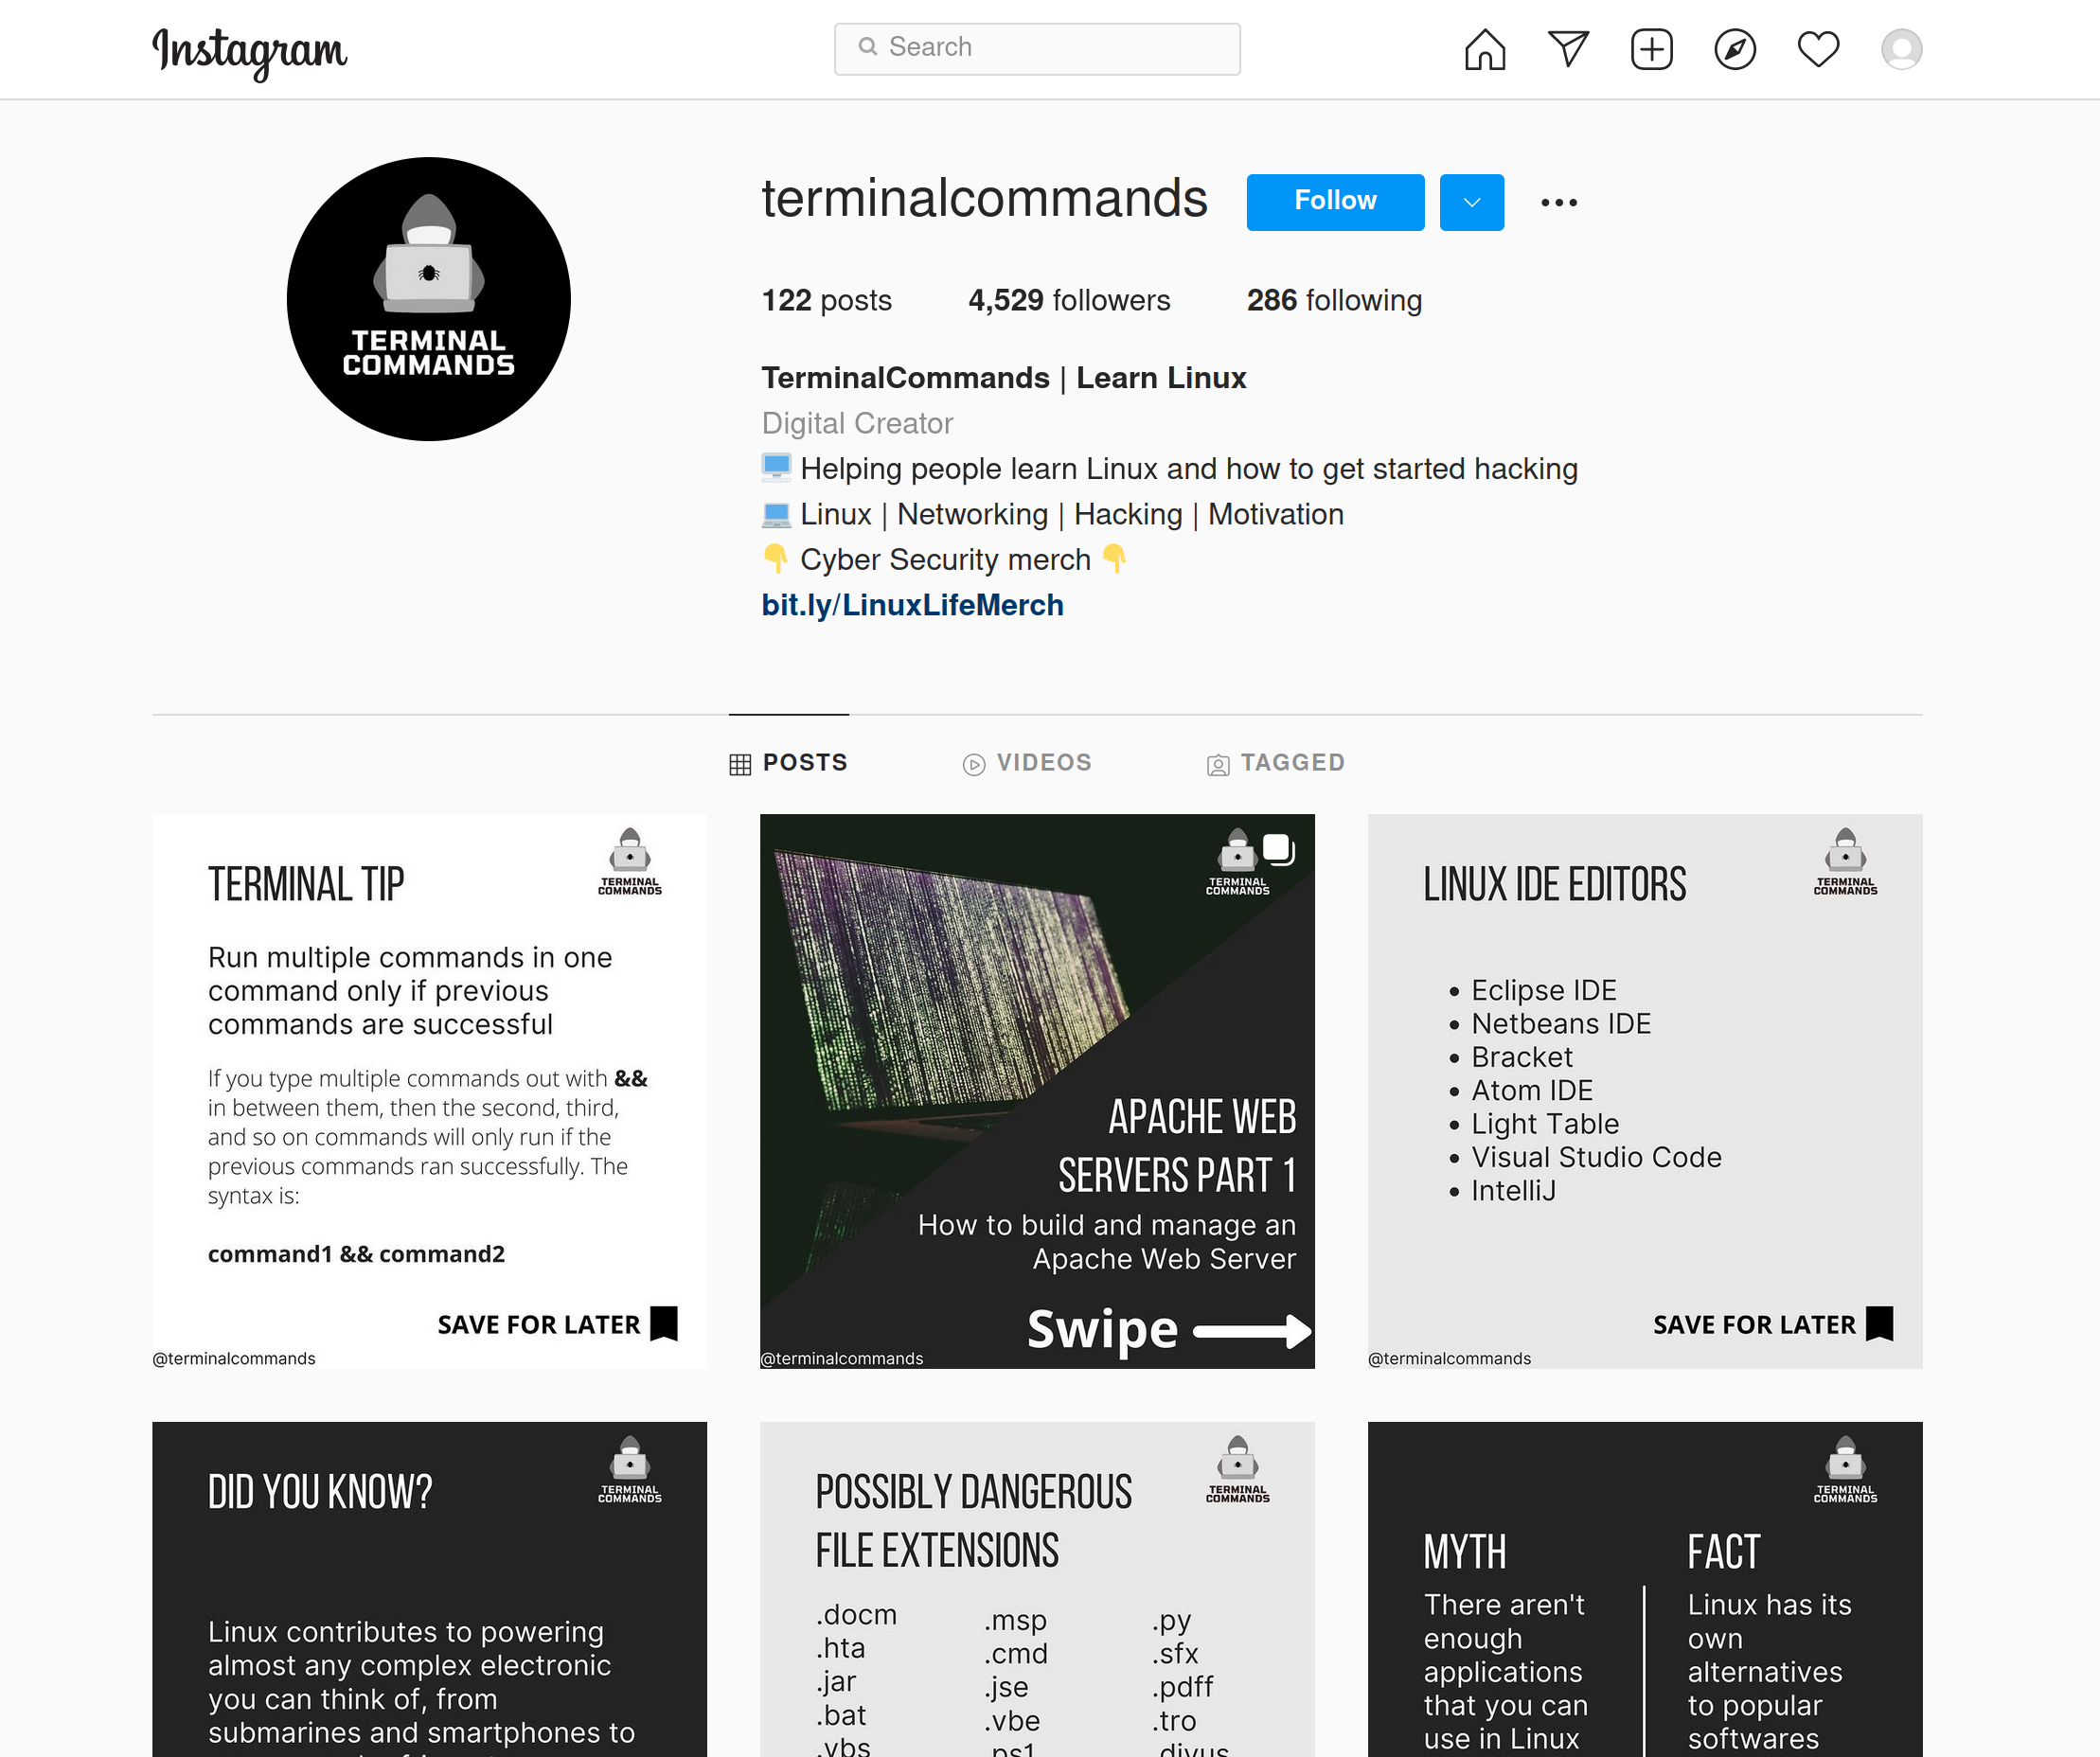 Instagram
Search
terminalcommands
Follow
122 posts
4,529 followers
286 following
TerminalCommands | Learn Linux
Digital Creator
Helping people learn Linux and how to get started hacking
Linux | Networking | Hacking | Motivation
Cyber Security merch
bit.ly/LinuxLifeMerch
TERMINAL
COMMANDS
POSTS
VIDEOS
TAGGED
TERMINAL TIP
TERMINAL
COMMANDS
Run multiple commands in one
command only if previous
commands are successful
If you type multiple commands out with &&
in between them, then the second, third,
and so on commands will only run if the
previous commands ran successfully. The
syntax is:
command1 && command2
SAVE FOR LATER
@terminalcommands
TERMINAL
COMMANDS
APACHE WEB
SERVERS PART 1
How to build and manage an
Apache Web Server
Swipe
@terminalcommands
LINUX IDE EDITORS
TERMINAL
COMMANDS
• Eclipse IDE
• Netbeans IDE
• Bracket
• Atom IDE
• Light Table
• Visual Studio Code
• IntelliJ
SAVE FOR LATER
@terminalcommands
DID YOU KNOW?
TERMINAL
COMMANDS
Linux contributes to powering
almost any complex electronic
you can think of, from
submarines and smartphones to
POSSIBLY DANGEROUS
FILE EXTENSIONS
TERMINAL
COMMANDS
.docm
.hta
.jar
.bat
.vbs
.msp
.cmd
.jse
.vbe
.ps1
.py
.sfx
.pdff
.tro
.divus
TERMINAL
COMMANDS
MYTH
There aren't
enough
applications
that you can
use in Linux
FACT
Linux has its
own
alternatives
to popular
softwares